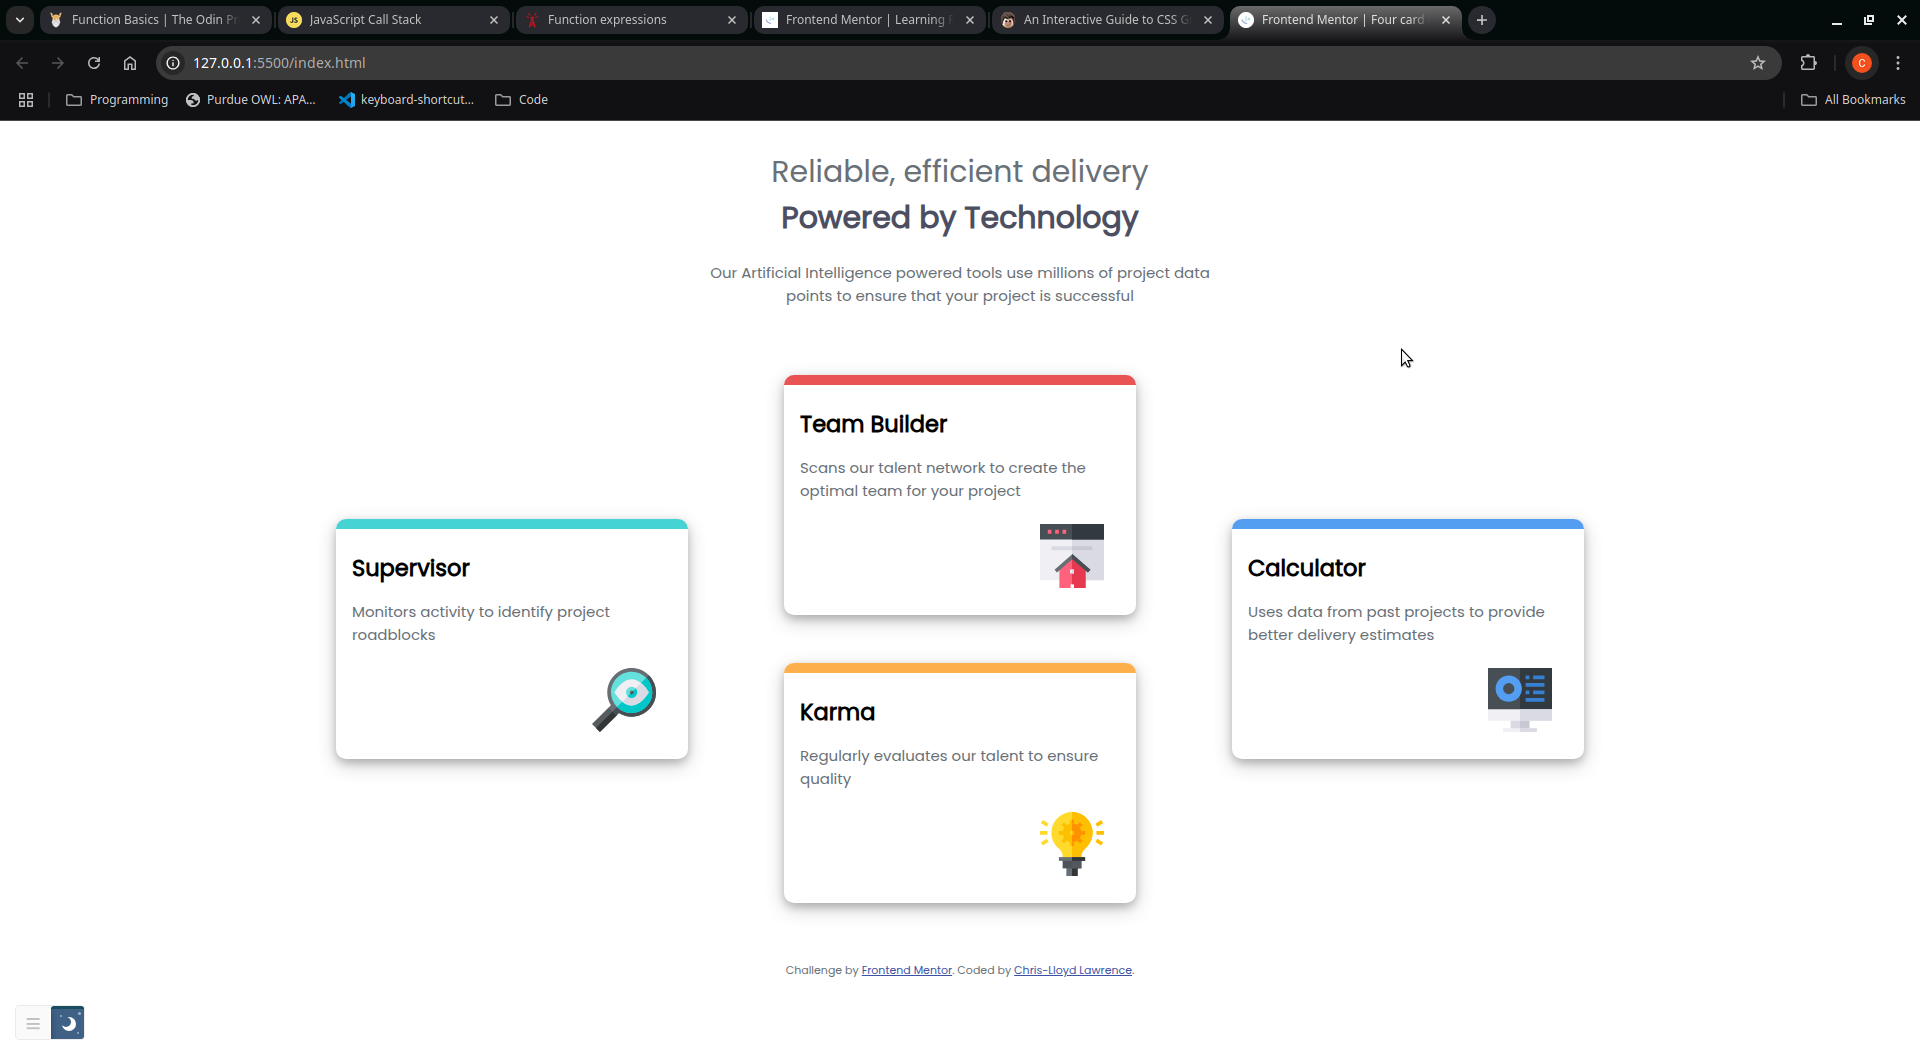 Function Basics | The Odin Pr
JavaScript Call Stack
Function expressions
Frontend Mentor | Learning
An Interactive Guide to CSS G
Frontend Mentor | Four card
127.0.0.1:5500/index.html
C
Programming
Purdue OWL: APA...
keyboard-shortcut...
Code
All Bookmarks
Reliable, efficient delivery
Powered by Technology
Our Artificial Intelligence powered tools use millions of project data
points to ensure that your project is successful
Team Builder
Scans our talent network to create the
optimal team for your project
Supervisor
Monitors activity to identify project
roadblocks
Calculator
Uses data from past projects to provide
better delivery estimates
Karma
Regularly evaluates our talent to ensure
quality
Challenge by Frontend Mentor. Coded by Chris-Lloyd Lawrence.